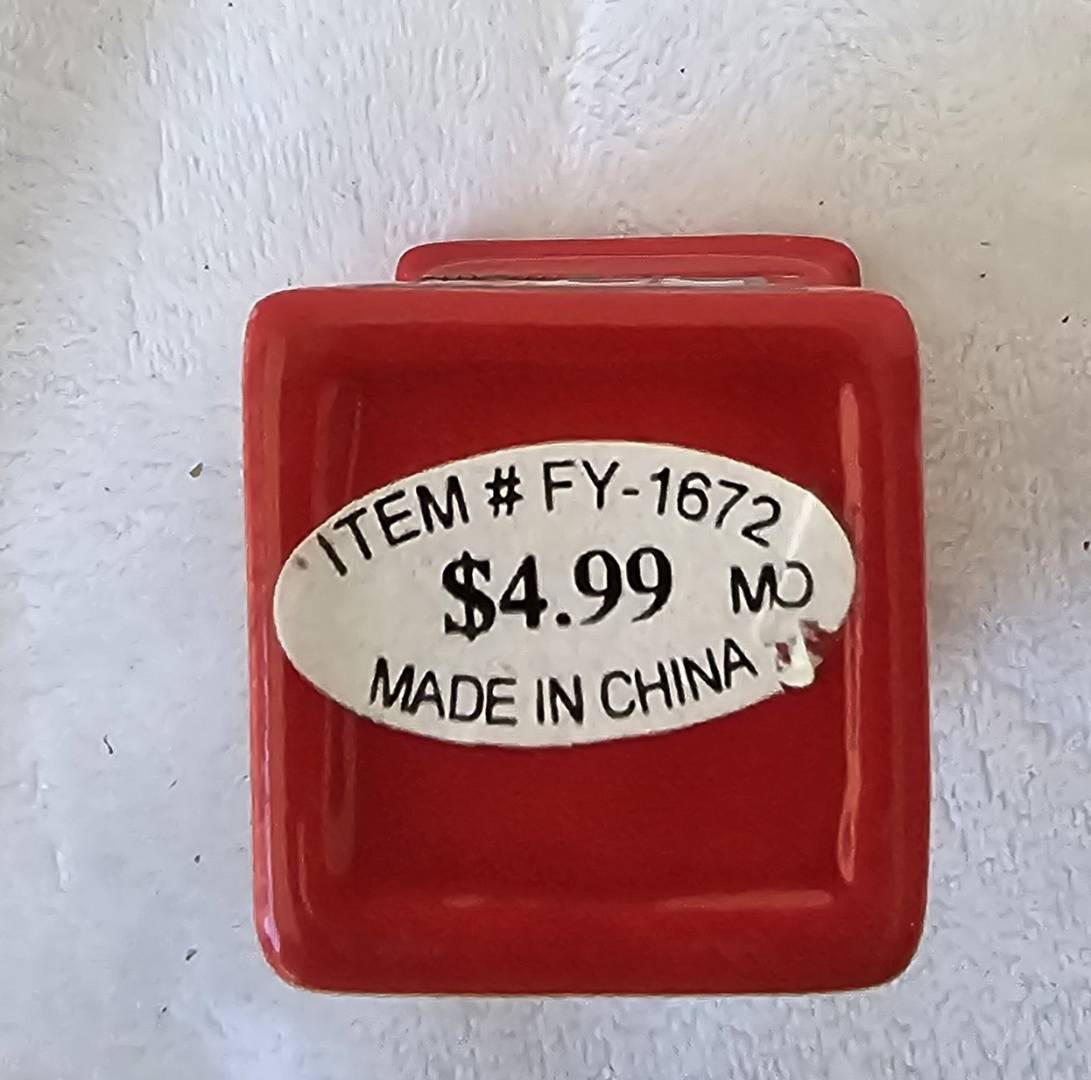 ITEM # FY-1672
$4.99 MO
MADE IN CHINA